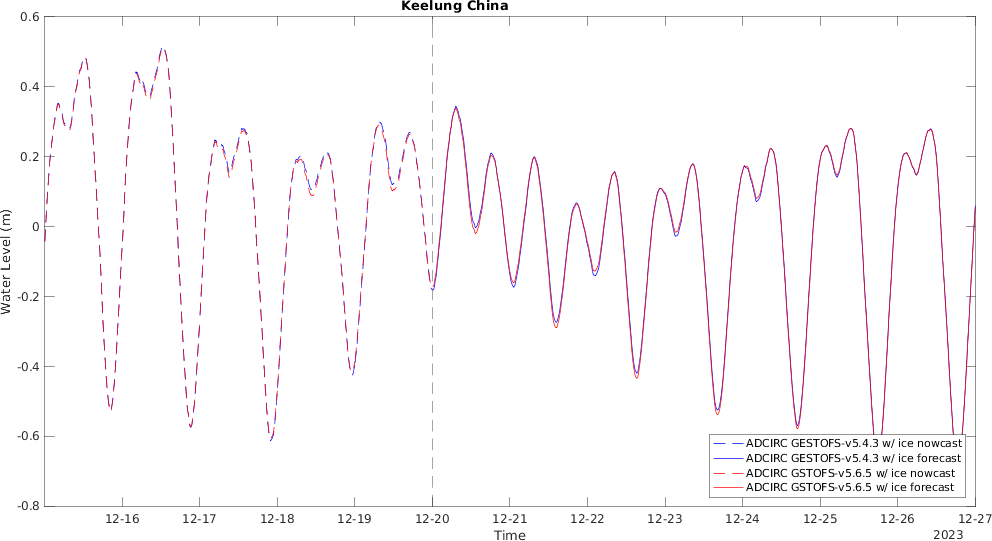 Keelung China
0.6
0.4
0.2
0
-0.2
-0.4
-0.6
-0.8
Water Level (m)
ADCIRC GESTOFS-v5.4.3 w/ ice nowcast
ADCIRC GESTOFS-v5.4.3 w/ ice forecast
ADCIRC GSTOFS-v5.6.5 w/ ice nowcast
ADCIRC GSTOFS-v5.6.5 w/ ice forecast
12-16 12-17 12-18 12-19 12-20 12-21 12-22 12-23 12-24 12-25 12-26 12-27
Time
2023